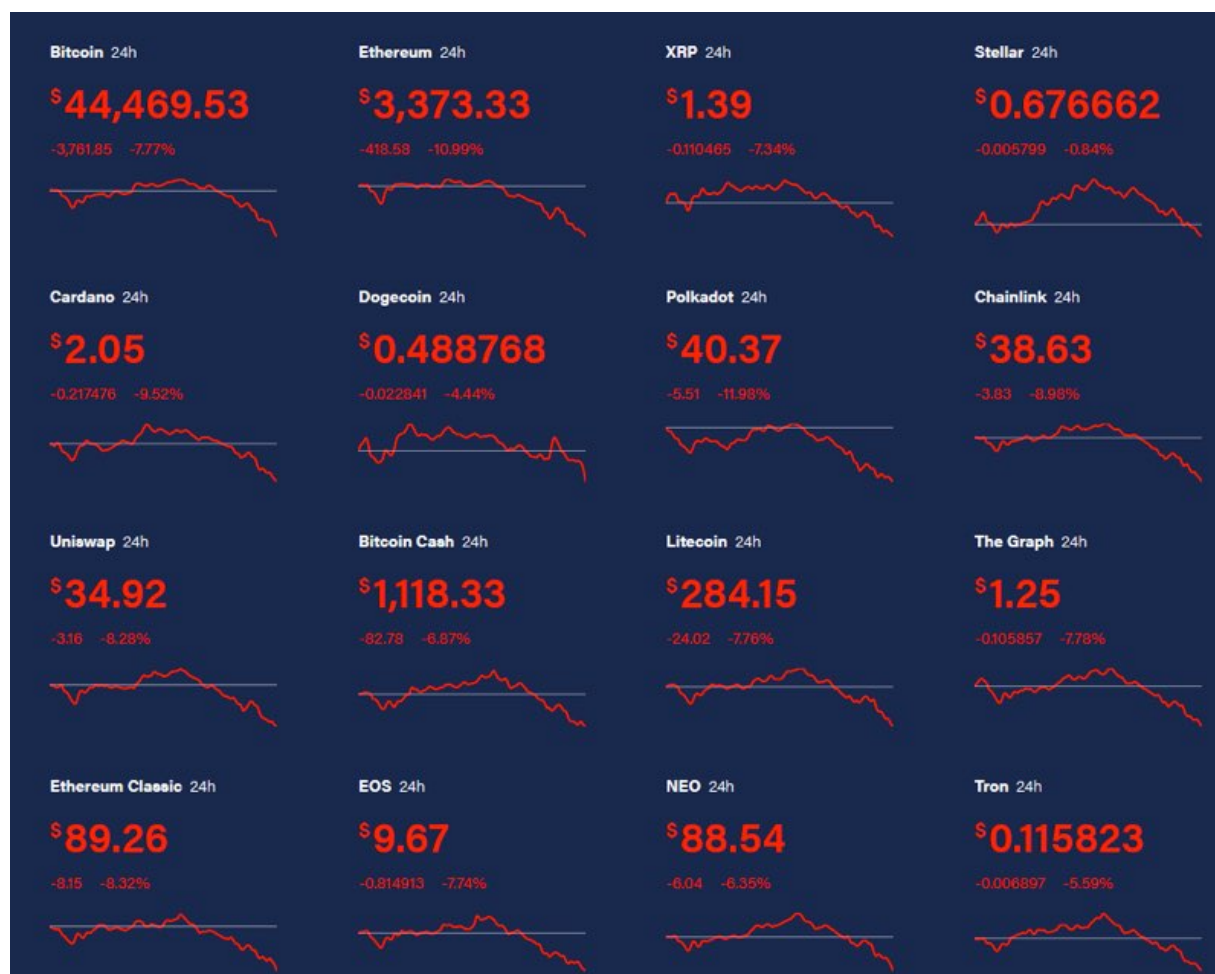 Bitcoin 24h
$44,469.53
-3,761.85 -7.77%
Ethereum 24h
$3,373.33
-418.58 -10.99%
XRP 24h
$1.39
-0.110465 -7.34%
Stellar 24h
$0.676662
-0.005799 -0.84%
Cardano 24h
$2.05
-0.217476 -9.52%
Dogecoin 24h
$0.488768
-0.022841 -4.44%
Polkadot 24h
$40.37
-5.51 -11.98%
Chainlink 24h
$38.63
-3.83 -8.98%
Uniswap 24h
$34.92
-3.16 -8.28%
Bitcoin Cash 24h
$1,118.33
-82.78 -6.87%
Litecoin 24h
$284.15
-24.02 -7.76%
The Graph 24h
$1.25
-0.105857 -7.78%
Ethereum Classic 24h
$89.26
-8.15 -8.32%
EOS 24h
$9.67
-0.814913 -7.74%
NEO 24h
$88.54
-6.04 -6.35%
Tron 24h
$0.115823
-0.006897 -5.59%